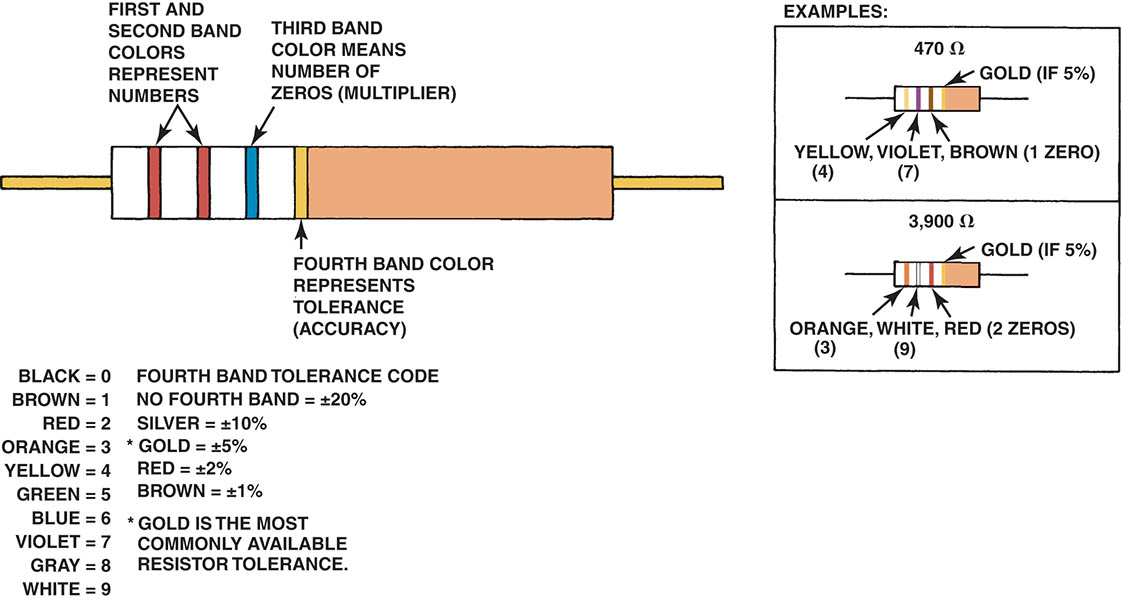 FIRST AND
SECOND BAND
COLORS
REPRESENT
NUMBERS
THIRD BAND
COLOR MEANS
NUMBER OF
ZEROS (MULTIPLIER)
FOURTH BAND COLOR
REPRESENTS
TOLERANCE
(ACCURACY)
EXAMPLES:
470 Ω
GOLD (IF 5%)
YELLOW, VIOLET, BROWN (1 ZERO)
(4) (7)
3,900 Ω
GOLD (IF 5%)
ORANGE, WHITE, RED (2 ZEROS)
(3) (9)
BLACK = 0
BROWN = 1
RED = 2
ORANGE = 3
YELLOW = 4
GREEN = 5
BLUE = 6
VIOLET = 7
GRAY = 8
WHITE = 9
FOURTH BAND TOLERANCE CODE
NO FOURTH BAND = ±20%
SILVER = ±10%
* GOLD = ±5%
RED = ±2%
BROWN = ±1%
* GOLD IS THE MOST
COMMONLY AVAILABLE
RESISTOR TOLERANCE.